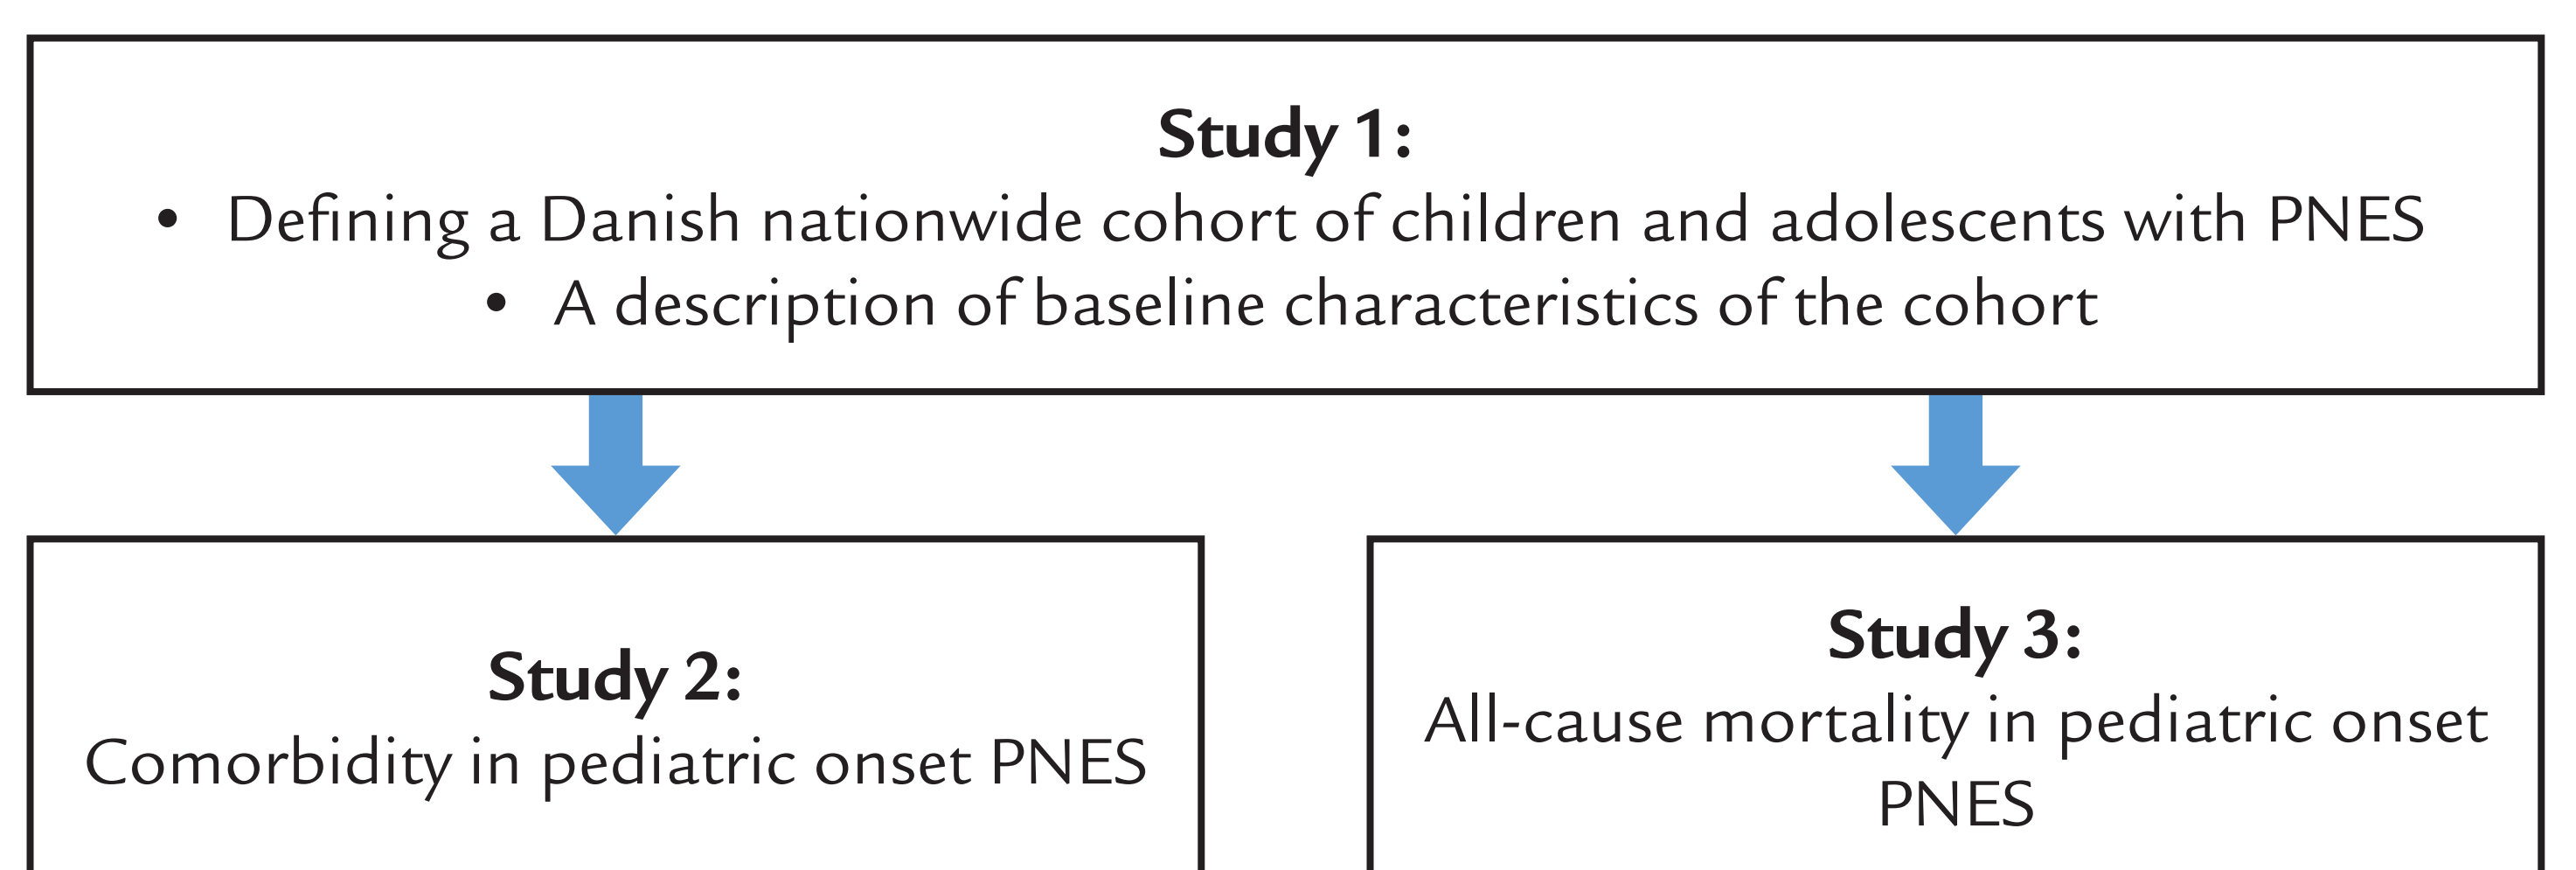 Study 1:
• Defining a Danish nationwide cohort of children and adolescents with PNES
• A description of baseline characteristics of the cohort
Study 2:
Comorbidity in pediatric onset PNES
Study 3:
All-cause mortality in pediatric onset
PNES